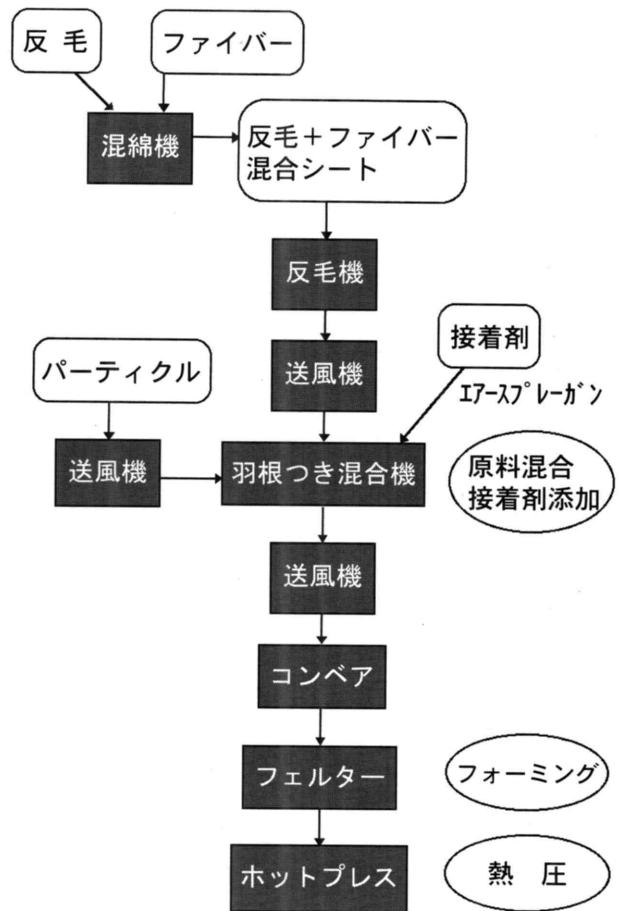 反 毛
ファイバー
混綿機
反毛＋ファイバー
混合シート
反毛機
接着剤
パーティクル
送風機
ｴｱｰｽﾌﾟﾚｰｶﾞﾝ
送風機
羽根つき混合機
原料混合
接着剤添加
送風機
コンベア
フェルター
フォーミング
ホットプレス
熱 圧